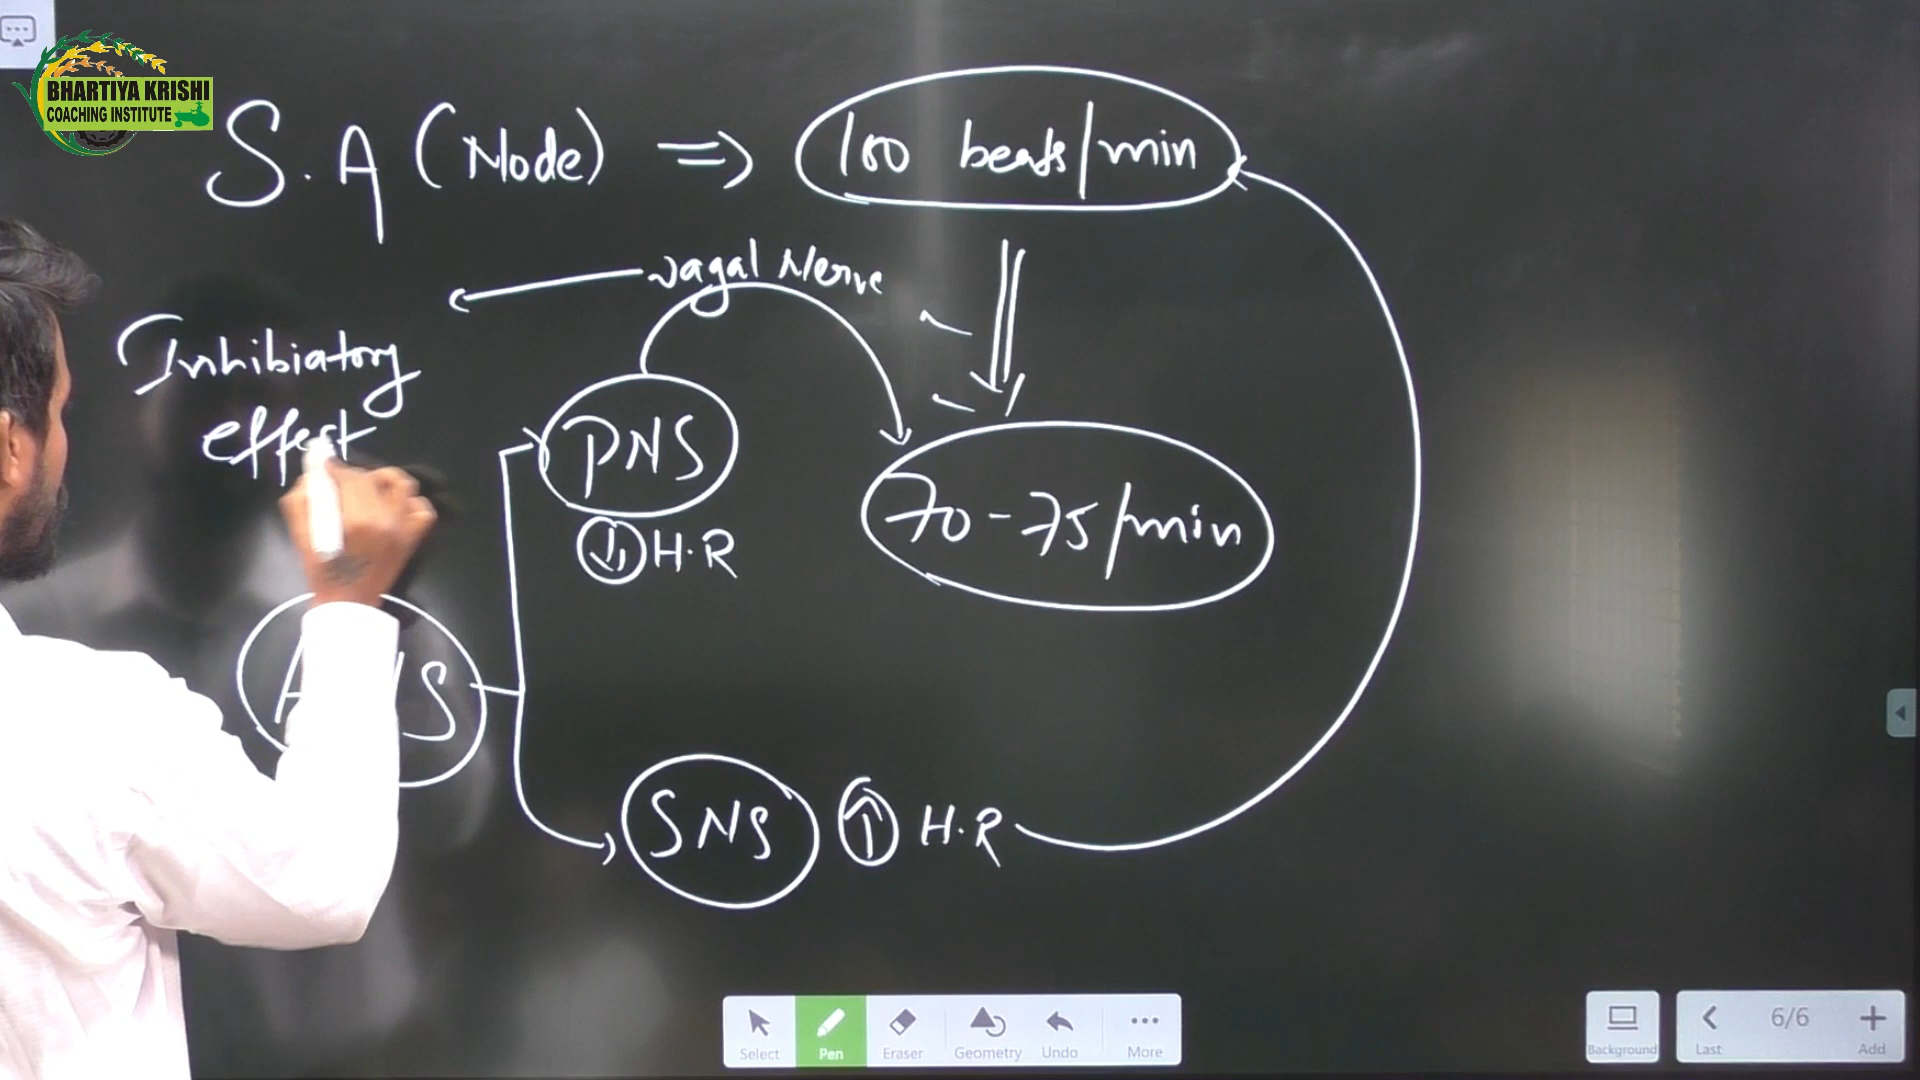 BHARTIYA KRISHI
COACHING INSTITUTE
S.A (Node) => 100 beats/min
vagal Nerve
Inhibiatory
effect
PNS
↓ H.R
70-75/min
SNS ↑ H.R
Select
Pen
Eraser
Geometry
Undo
More
Background
Last
6/6
Add